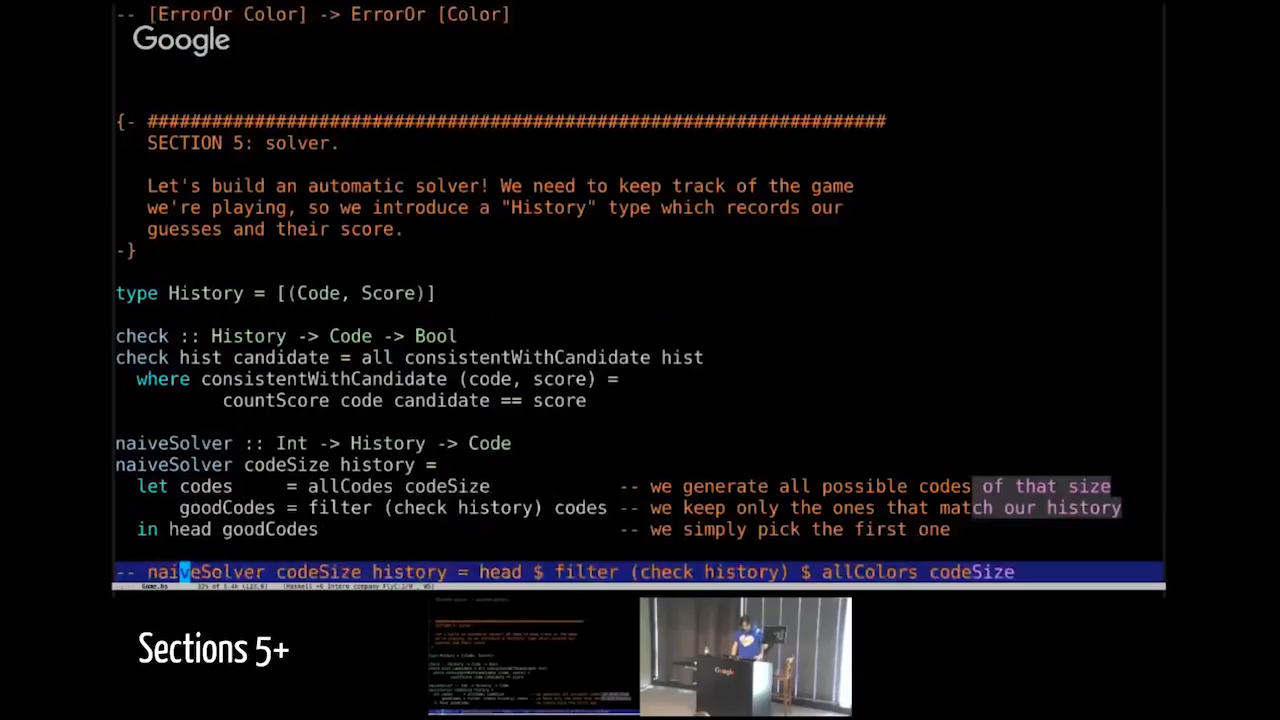 -- [ErrorOr Color] -> ErrorOr [Color]
Google
{- #####################################################################
SECTION 5: solver.
Let's build an automatic solver! We need to keep track of the game
we're playing, so we introduce a "History" type which records our
guesses and their score.
-}
type History = [(Code, Score)]
check :: History -> Code -> Bool
check hist candidate = all consistentWithCandidate hist
where consistentWithCandidate (code, score) =
countScore code candidate == score
naiveSolver :: Int -> History -> Code
naiveSolver codeSize history =
let codes = allCodes codeSize -- we generate all possible codes of that size
goodCodes = filter (check history) codes -- we keep only the ones that match our history
in head goodCodes -- we simply pick the first one
-- naiveSolver codeSize history = head $ filter (check history) $ allColors codeSize
Sections 5+
Google